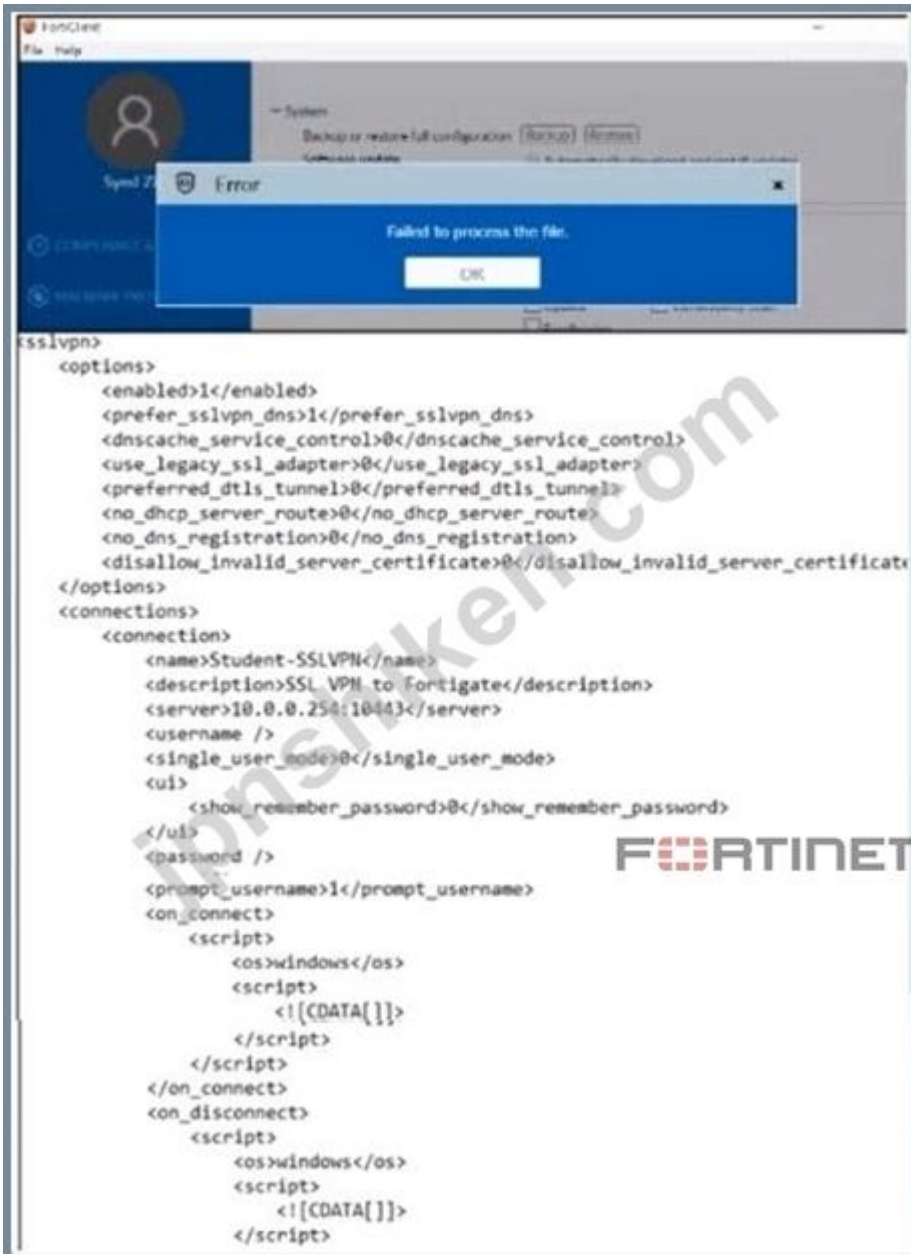 FortiClient
File Help
System
Backup or restore full configuration Backup Restore
Syed
Error
Failed to process the file.
OK
<sslvpn>
<options>
<enabled>1</enabled>
<prefer_sslvpn_dns>1</prefer_sslvpn_dns>
<dnscache_service_control>0</dnscache_service_control>
<use_legacy_ssl_adapter>0</use_legacy_ssl_adapter>
<preferred_dtls_tunnel>0</preferred_dtls_tunnel>
<no_dhcp_server_route>0</no_dhcp_server_route>
<no_dns_registration>0</no_dns_registration>
<disallow_invalid_server_certificate>0</disallow_invalid_server_certificate
</options>
<connections>
<connection>
<name>Student-SSLVPN</name>
<description>SSL VPN to Fortigate</description>
<server>10.0.0.254:10443</server>
<username />
<single_user_mode>0</single_user_mode>
<ui>
<show_remember_password>0</show_remember_password>
</ui>
<password />
FORTINET
<prompt_username>1</prompt_username>
<on_connect>
<script>
<os>windows</os>
<script>
<![CDATA[]]>
</script>
</script>
</on_connect>
<on_disconnect>
<script>
<os>windows</os>
<script>
<![CDATA[]]>
</script>
jpnshiken.com